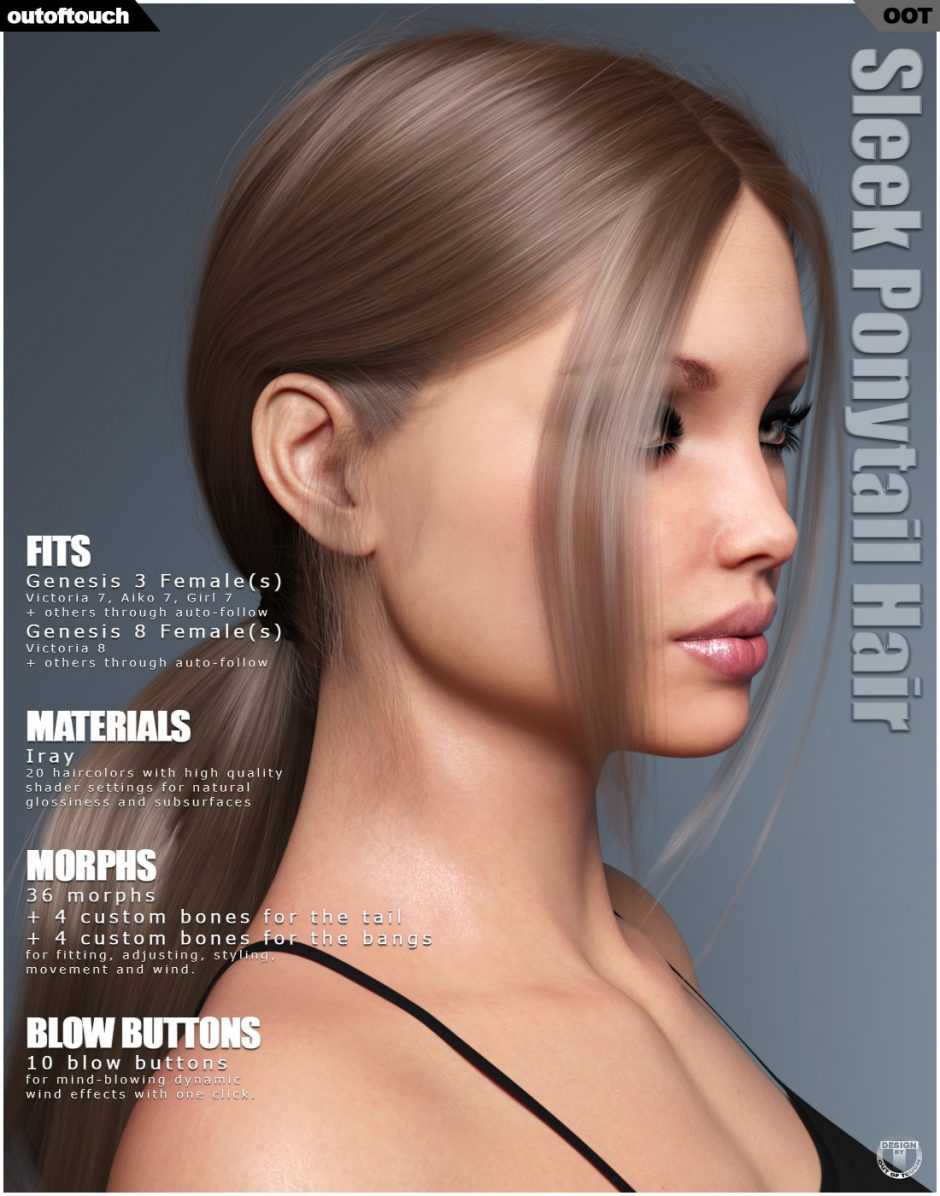 outoftouch
OOT
Sleek Ponytail Hair
FITS
Genesis 3 Female(s)
Victoria 7, Aiko 7, Girl 7
+ others through auto-follow
Genesis 8 Female(s)
Victoria 8
+ others through auto-follow
MATERIALS
Iray
20 haircolors with high quality
shader settings for natural
glossiness and subsurfaces
MORPHS
36 morphs
+ 4 custom bones for the tail
+ 4 custom bones for the bangs
for fitting, adjusting, styling,
movement and wind.
BLOW BUTTONS
10 blow buttons
for mind-blowing dynamic
wind effects with one click.
DESIGN
BY
OUT OF TOUCH